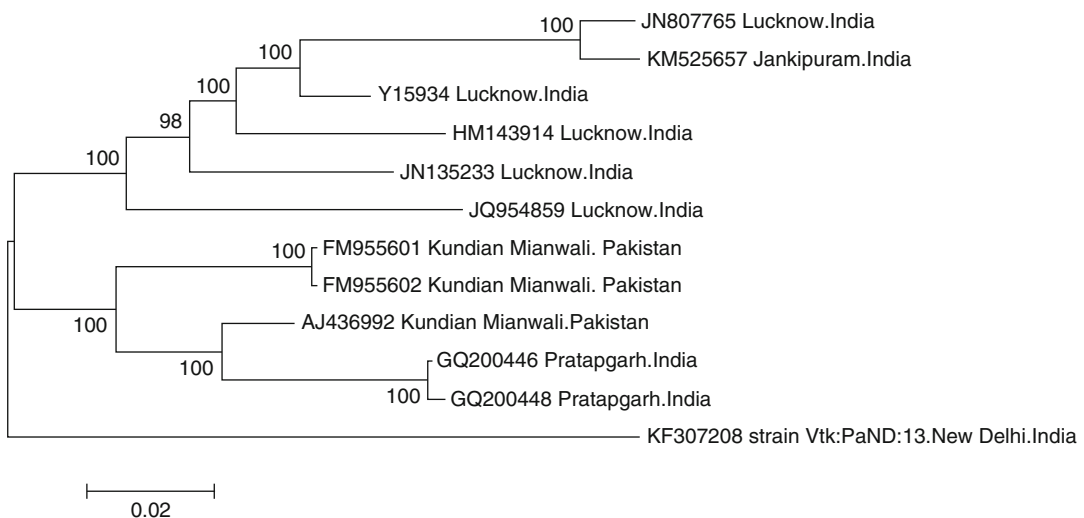 100 JN807765 Lucknow.India
100 KM525657 Jankipuram.India
100 Y15934 Lucknow.India
98 HM143914 Lucknow.India
100 JN135233 Lucknow.India
JQ954859 Lucknow.India
100 FM955601 Kundian Mianwali. Pakistan
FM955602 Kundian Mianwali. Pakistan
100 AJ436992 Kundian Mianwali.Pakistan
100 GQ200446 Pratapgarh.India
100 GQ200448 Pratapgarh.India
KF307208 strain Vtk:PaND:13.New Delhi.India
0.02